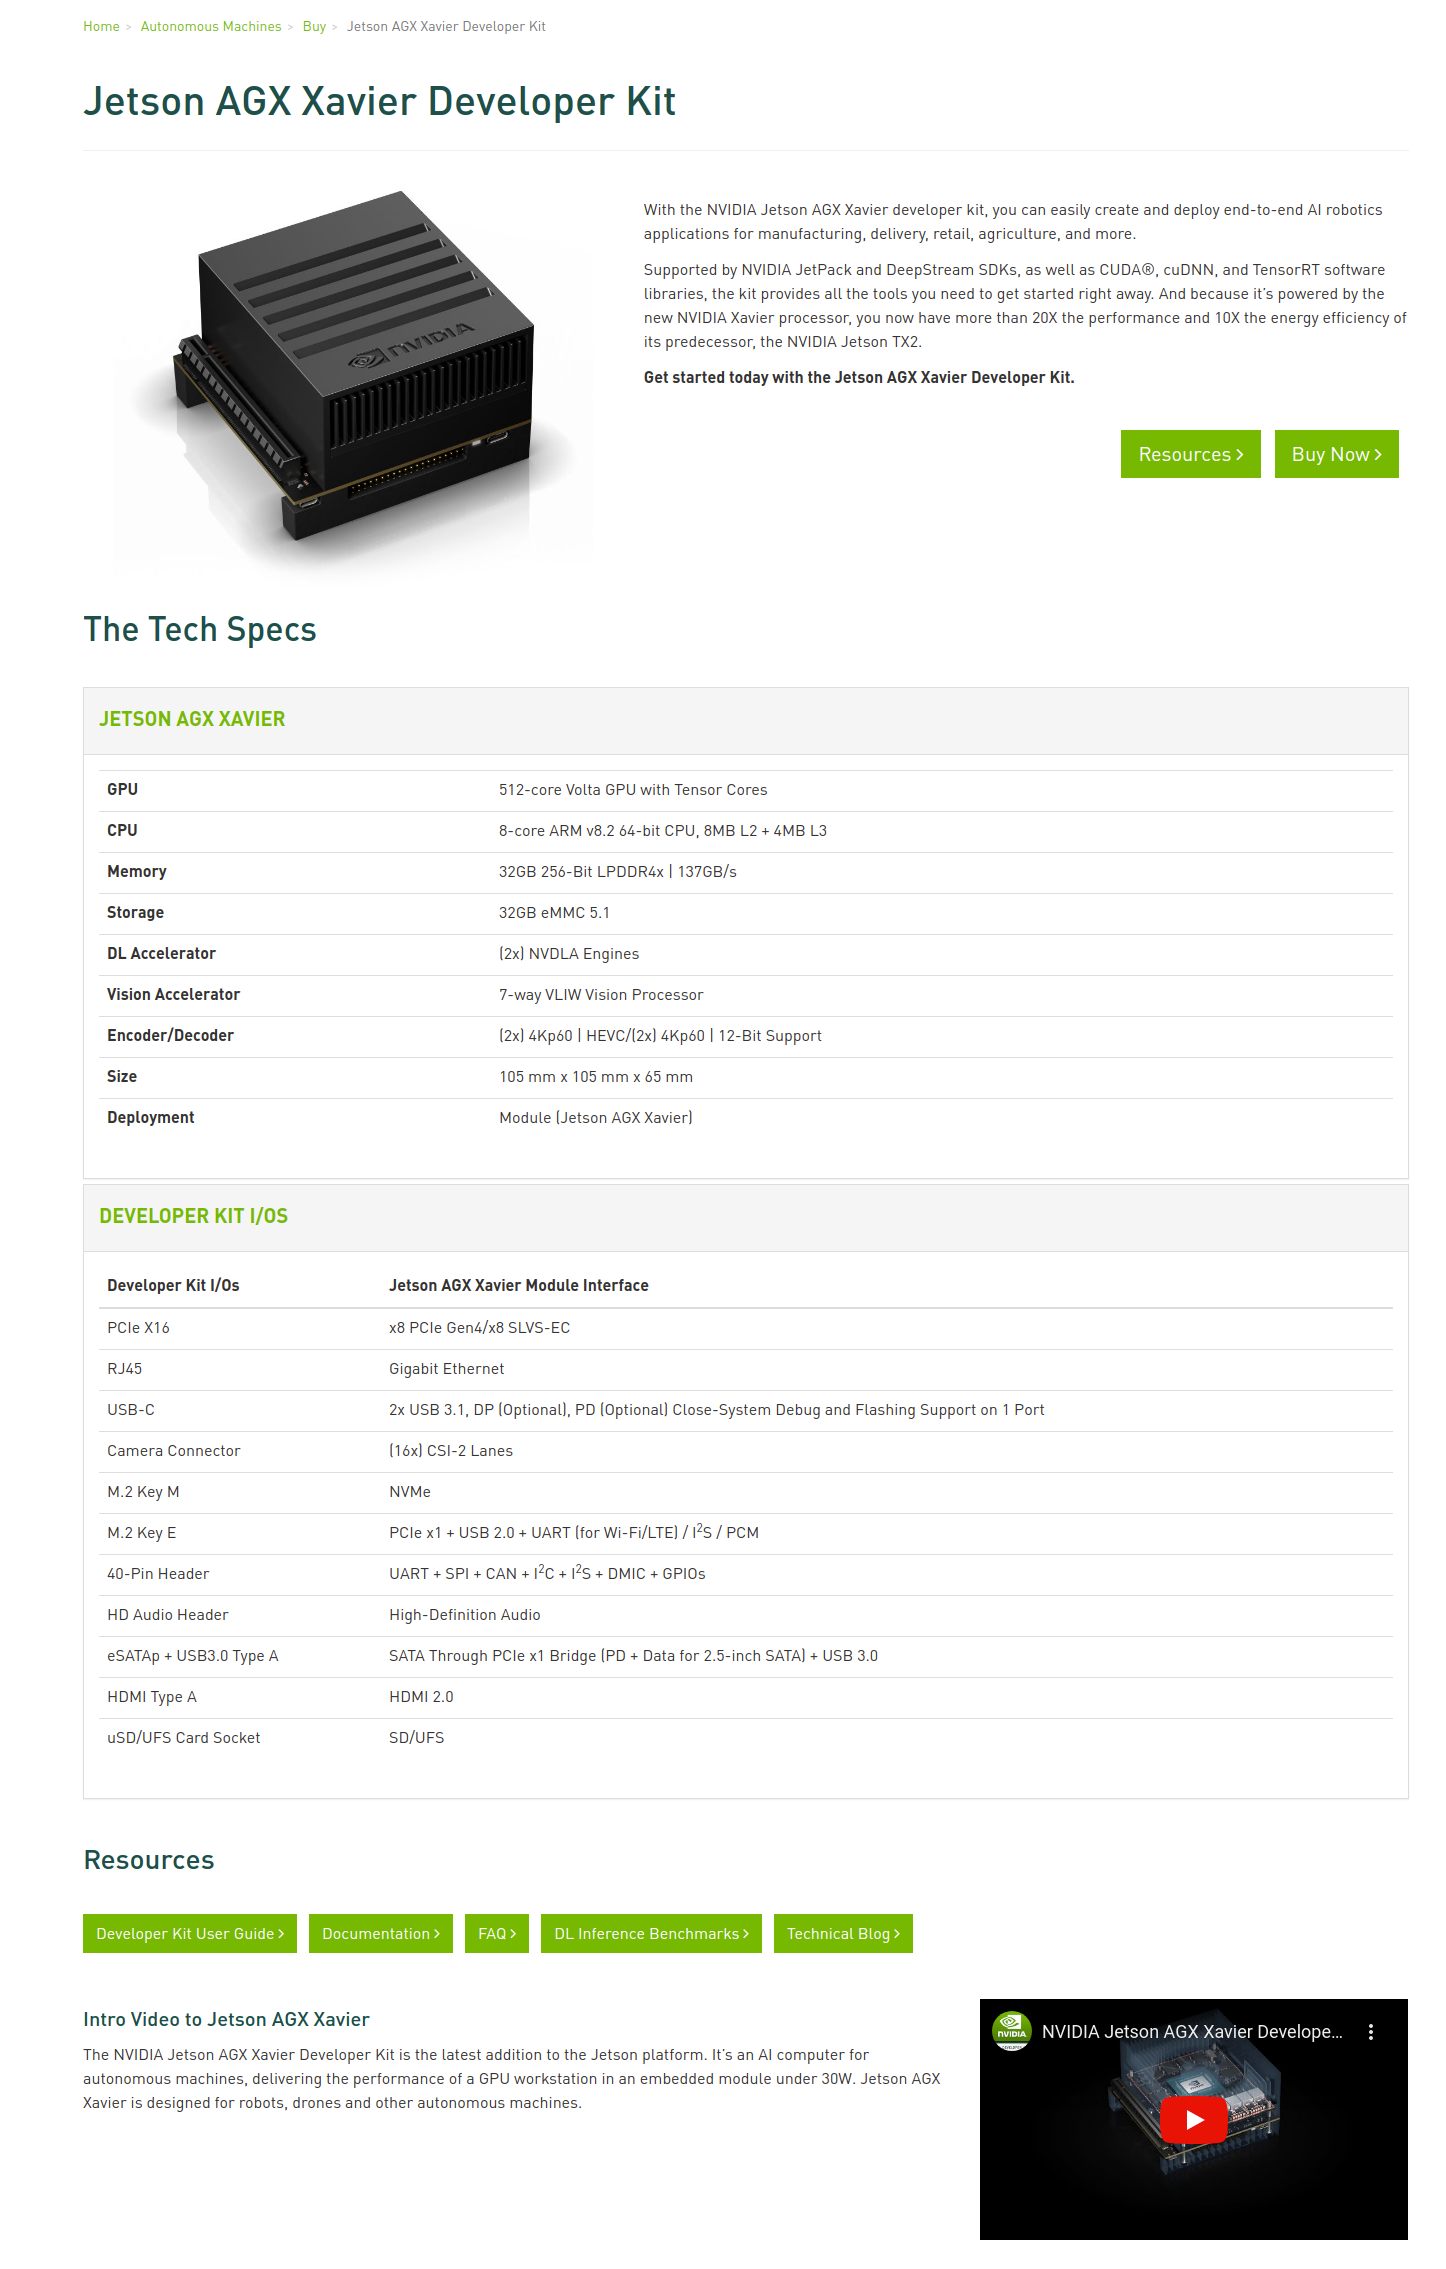 Home > Autonomous Machines > Buy > Jetson AGX Xavier Developer Kit
Jetson AGX Xavier Developer Kit
NVIDIA
With the NVIDIA Jetson AGX Xavier developer kit, you can easily create and deploy end-to-end AI robotics
applications for manufacturing, delivery, retail, agriculture, and more.
Supported by NVIDIA JetPack and DeepStream SDKs, as well as CUDA®, cuDNN, and TensorRT software
libraries, the kit provides all the tools you need to get started right away. And because it's powered by the
new NVIDIA Xavier processor, you now have more than 20X the performance and 10X the energy efficiency of
its predecessor, the NVIDIA Jetson TX2.
Get started today with the Jetson AGX Xavier Developer Kit.
Resources > Buy Now >
The Tech Specs
JETSON AGX XAVIER
GPU 512-core Volta GPU with Tensor Cores
CPU 8-core ARM v8.2 64-bit CPU, 8MB L2 + 4MB L3
Memory 32GB 256-Bit LPDDR4x | 137GB/s
Storage 32GB eMMC 5.1
DL Accelerator (2x) NVDLA Engines
Vision Accelerator 7-way VLIW Vision Processor
Encoder/Decoder (2x) 4Kp60 | HEVC/(2x) 4Kp60 | 12-Bit Support
Size 105 mm x 105 mm x 65 mm
Deployment Module (Jetson AGX Xavier)
DEVELOPER KIT I/OS
Developer Kit I/Os Jetson AGX Xavier Module Interface
PCIe X16 x8 PCIe Gen4/x8 SLVS-EC
RJ45 Gigabit Ethernet
USB-C 2x USB 3.1, DP (Optional), PD (Optional) Close-System Debug and Flashing Support on 1 Port
Camera Connector (16x) CSI-2 Lanes
M.2 Key M NVMe
M.2 Key E PCIe x1 + USB 2.0 + UART (for Wi-Fi/LTE) / I²S / PCM
40-Pin Header UART + SPI + CAN + I²C + I²S + DMIC + GPIOs
HD Audio Header High-Definition Audio
eSATAp + USB3.0 Type A SATA Through PCIe x1 Bridge (PD + Data for 2.5-inch SATA) + USB 3.0
HDMI Type A HDMI 2.0
uSD/UFS Card Socket SD/UFS
Resources
Developer Kit User Guide > Documentation > FAQ > DL Inference Benchmarks > Technical Blog >
Intro Video to Jetson AGX Xavier
The NVIDIA Jetson AGX Xavier Developer Kit is the latest addition to the Jetson platform. It's an AI computer for
autonomous machines, delivering the performance of a GPU workstation in an embedded module under 30W. Jetson AGX
Xavier is designed for robots, drones and other autonomous machines.
NVIDIA
DEVELOPER
NVIDIA Jetson AGX Xavier Develope...